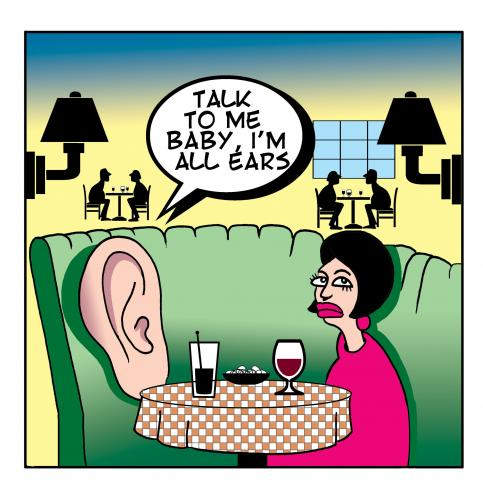 TALK
TO ME
BABY, I'M
ALL EARS